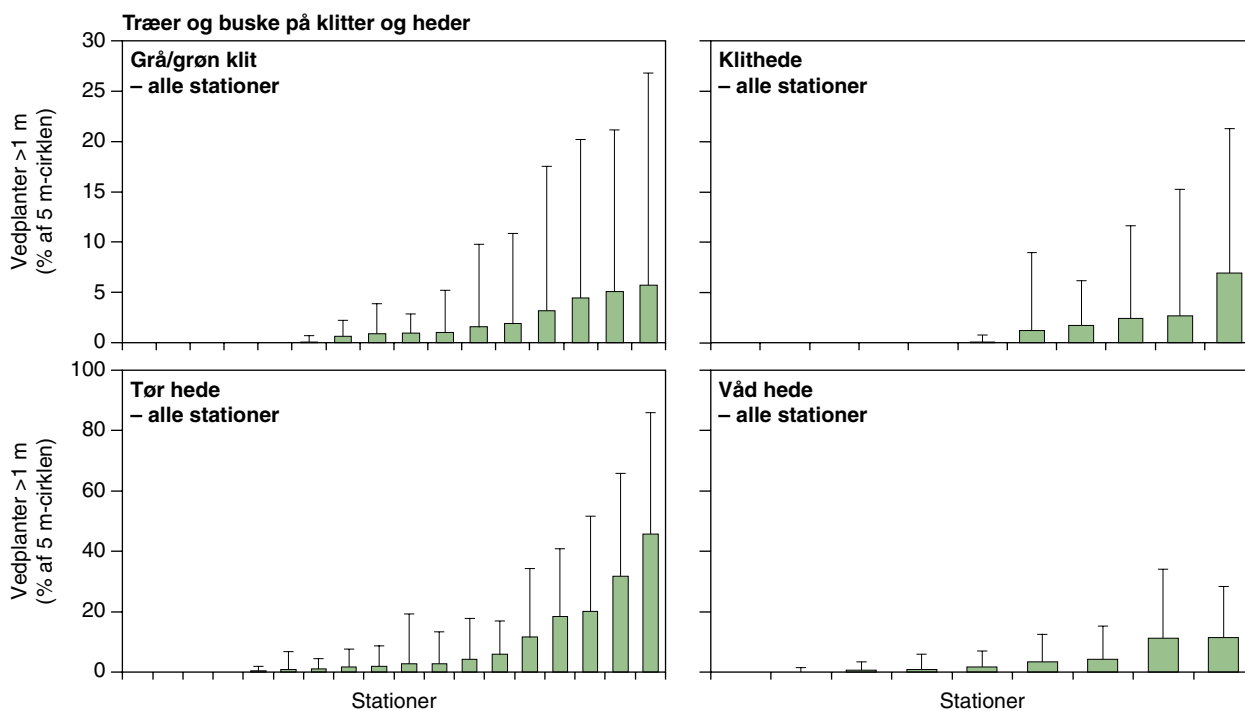 Træer og buske på klitter og heder
Vedplanter >1 m
(% af 5 m-cirklen)
30
25
20
15
10
5
0
Grå/grøn klit
– alle stationer
Klithede
– alle stationer
Vedplanter >1 m
(% af 5 m-cirklen)
100
80
60
40
20
0
Tør hede
– alle stationer
Våd hede
– alle stationer
Stationer
Stationer